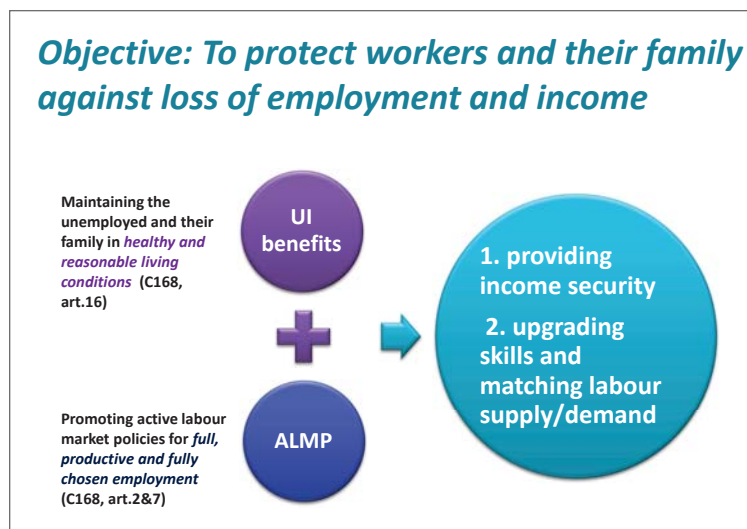 Objective: To protect workers and their family
against loss of employment and income
Maintaining the
unemployed and their
family in healthy and
reasonable living
conditions (C168,
art.16)
UI
benefits
Promoting active labour
market policies for full,
productive and fully
chosen employment
(C168, art.2&7)
ALMP
1. providing
income security
2. upgrading
skills and
matching labour
supply/demand